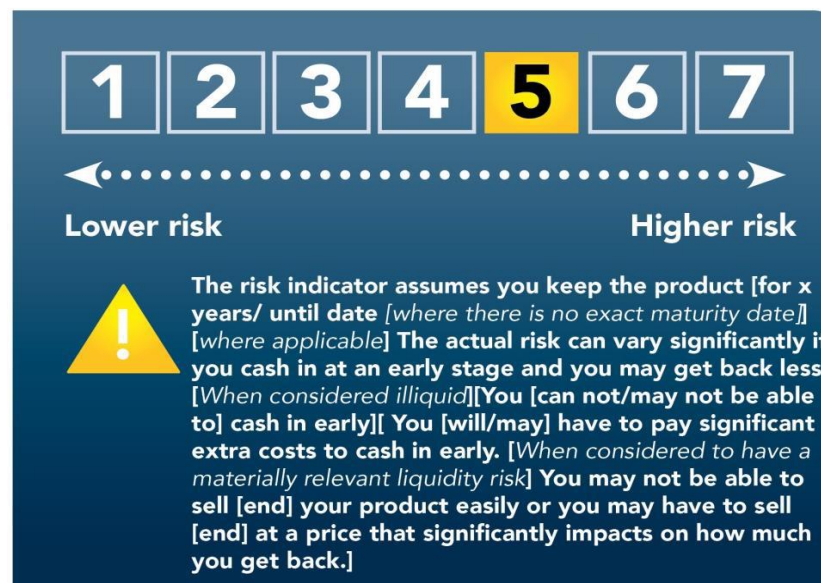 1 2 3 4 5 6 7
Lower risk Higher risk
!
The risk indicator assumes you keep the product [for x
years/ until date [where there is no exact maturity date]]
[where applicable] The actual risk can vary significantly if
you cash in at an early stage and you may get back less
[When considered illiquid][You [can not/may not be able
to] cash in early][ You [will/may] have to pay significant
extra costs to cash in early. [When considered to have a
materially relevant liquidity risk] You may not be able to
sell [end] your product easily or you may have to sell
[end] at a price that significantly impacts on how much
you get back.]